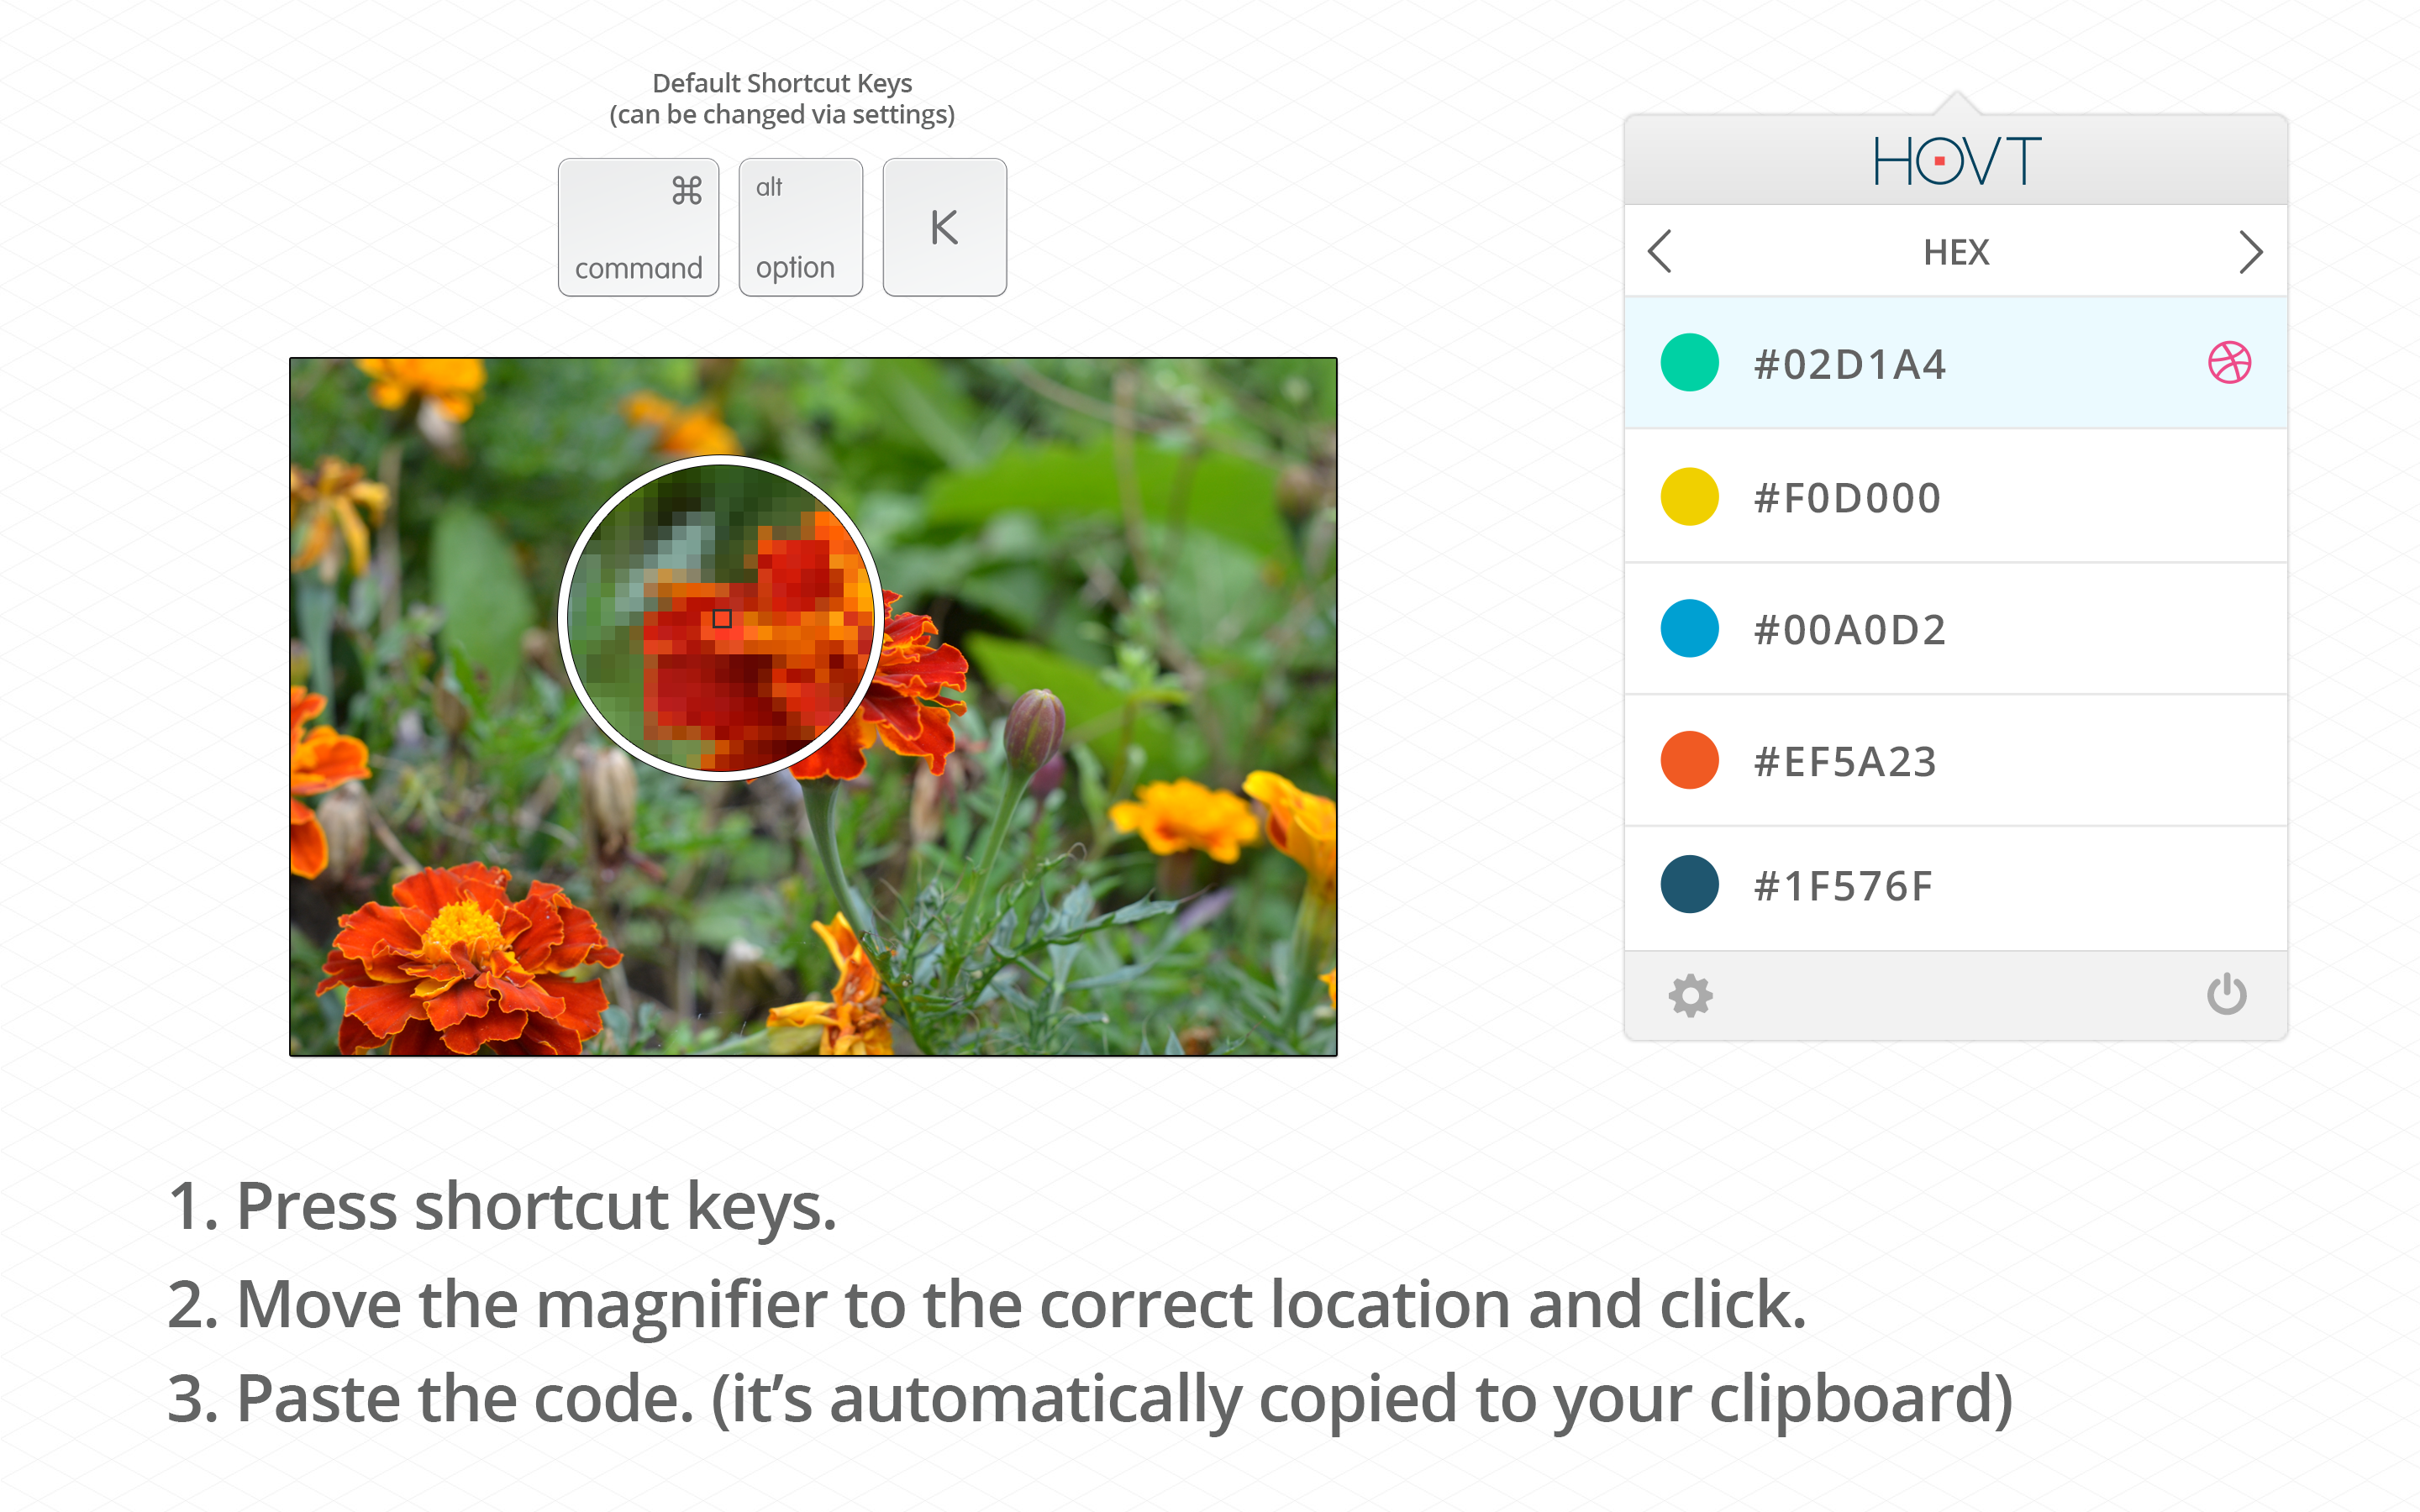 Default Shortcut Keys
(can be changed via settings)
⌘
command
alt
option
K
HOVT
HEX
#02D1A4
#F0D000
#00A0D2
#EF5A23
#1F576F
1. Press shortcut keys.
2. Move the magnifier to the correct location and click.
3. Paste the code. (it’s automatically copied to your clipboard)